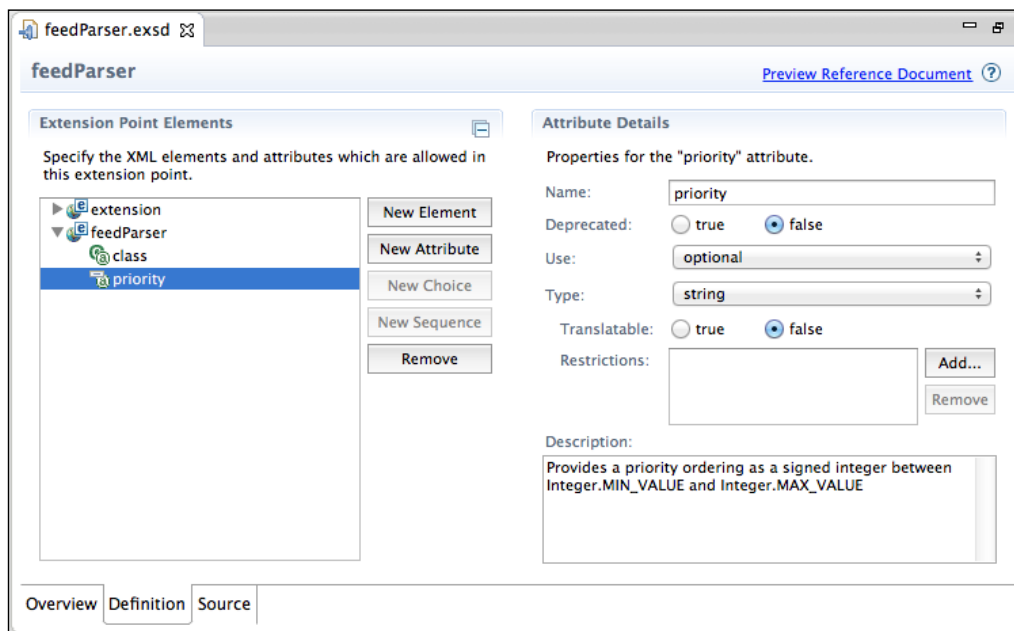 feedParser.exsd
feedParser
Preview Reference Document
Extension Point Elements
Specify the XML elements and attributes which are allowed in
this extension point.
extension
feedParser
class
priority
New Element
New Attribute
New Choice
New Sequence
Remove
Attribute Details
Properties for the "priority" attribute.
Name: priority
Deprecated: true false
Use: optional
Type: string
Translatable: true false
Restrictions:
Add...
Remove
Description:
Provides a priority ordering as a signed integer between
Integer.MIN_VALUE and Integer.MAX_VALUE
Overview Definition Source